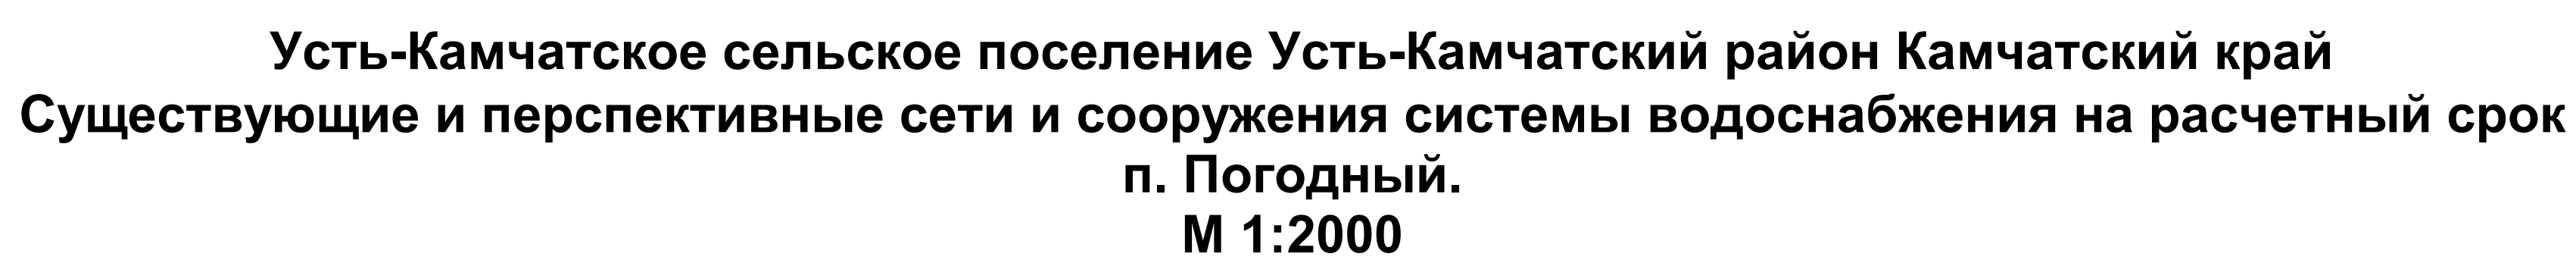 Усть-Камчатское сельское поселение Усть-Камчатский район Камчатский край
Существующие и перспективные сети и сооружения системы водоснабжения на расчетный срок
п. Погодный.
М 1:2000